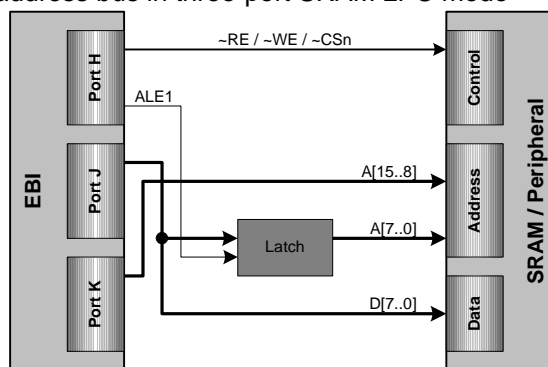 address bus in three port SRAM LPC mode
EBI
Port H
Port J
Port K
~RE / ~WE / ~CSn
ALE1
A[15..8]
Latch
A[7..0]
D[7..0]
Control
Address
Data
SRAM / Peripheral